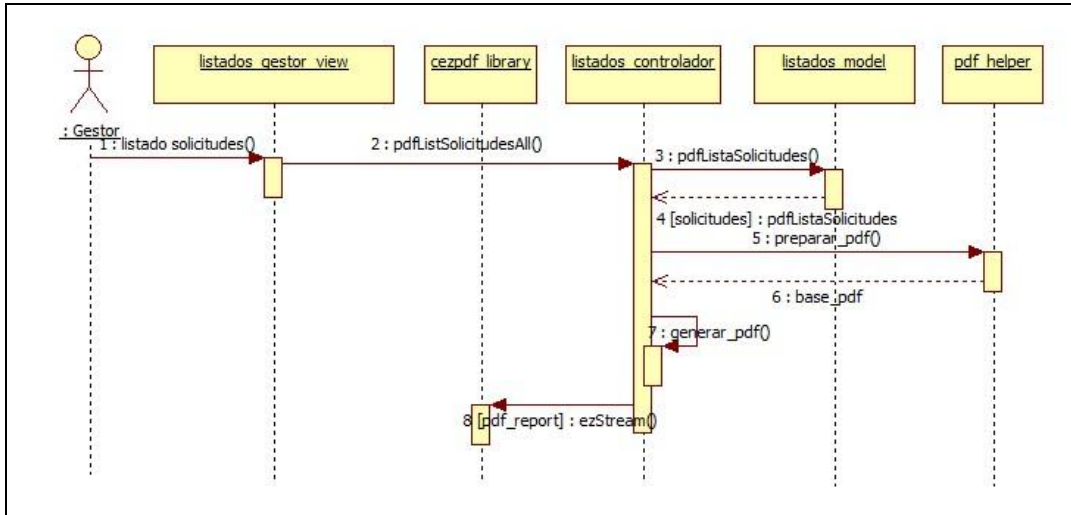 listados_gestor_view
cezpdf_library
listados_controlador
listados_model
pdf_helper
: Gestor
1 : listado solicitudes()
2 : pdfListSolicitudesAll()
3 : pdfListaSolicitudes()
4 [solicitudes] : pdfListaSolicitudes
5 : preparar_pdf()
6 : base_pdf
7 : generar_pdf()
8 [pdf_report] : ezStream()